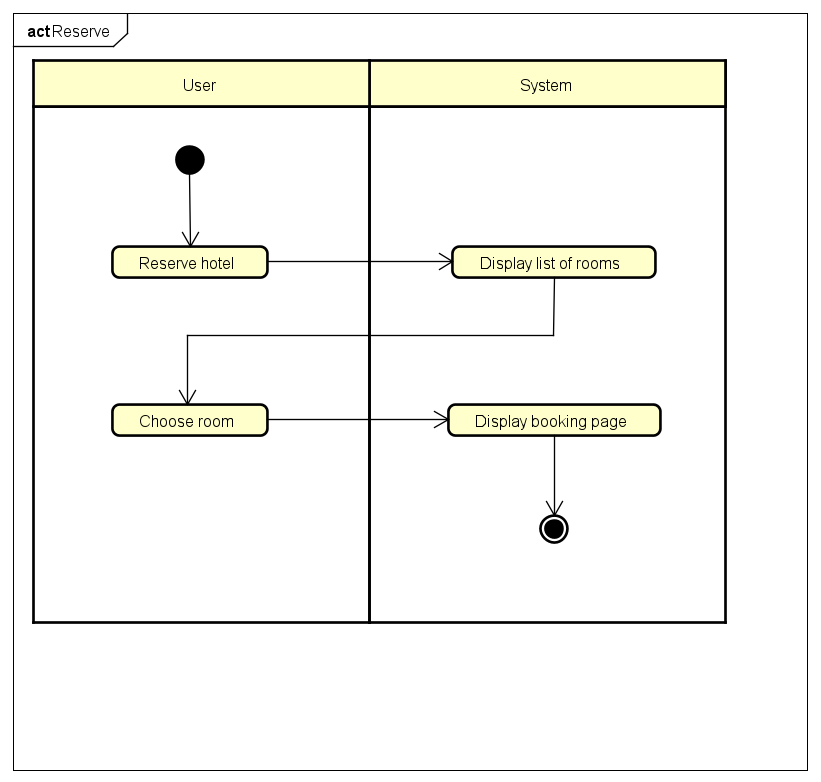 act Reserve
User
System
Reserve hotel
Display list of rooms
Choose room
Display booking page